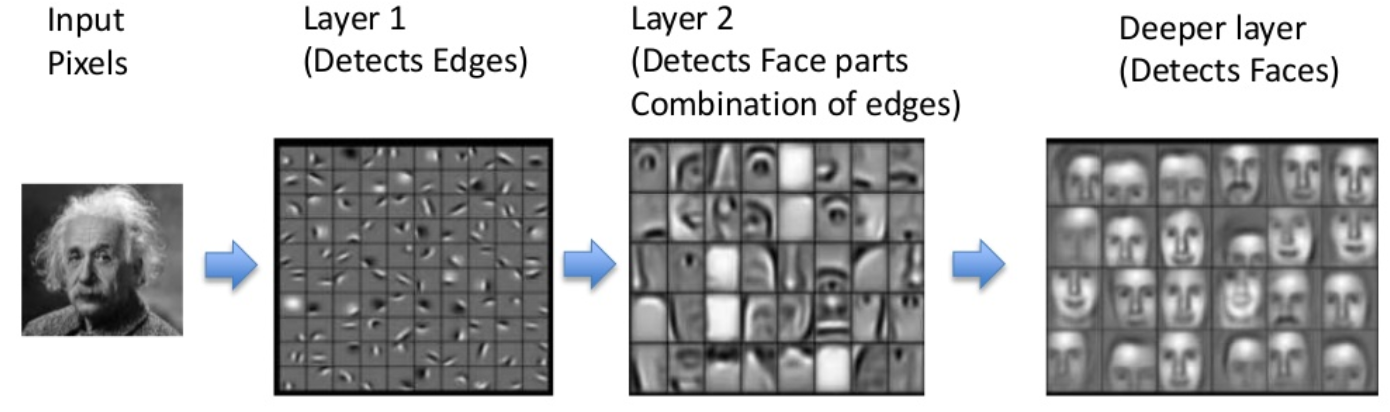 Input
Pixels
Layer 1
(Detects Edges)
Layer 2
(Detects Face parts
Combination of edges)
Deeper layer
(Detects Faces)